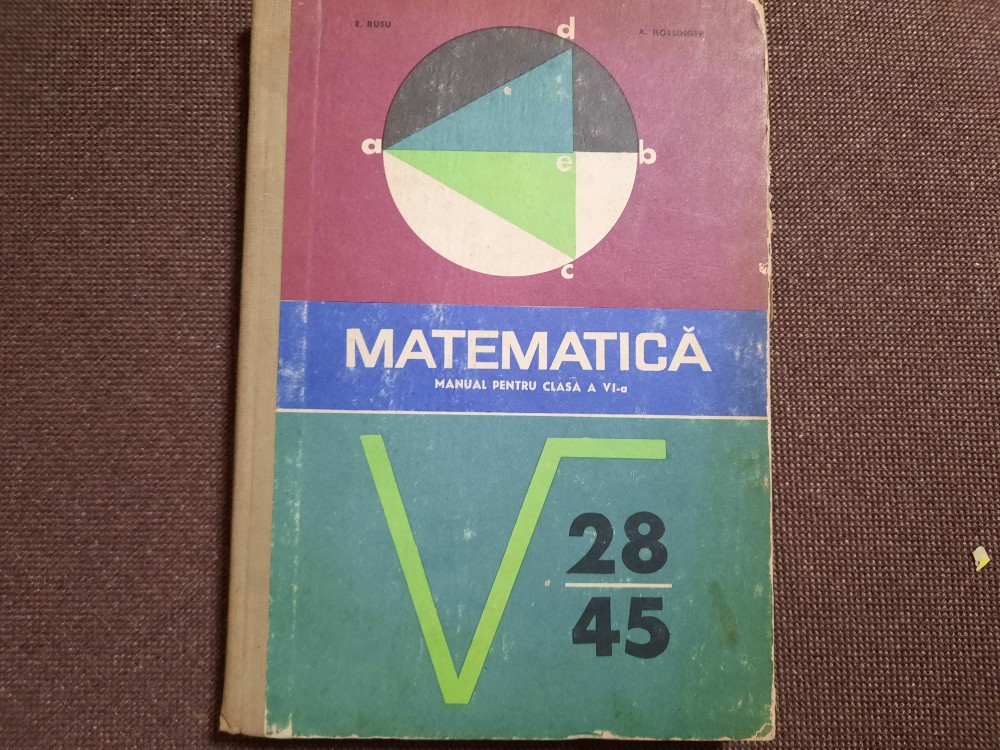 E. RUSU
A. HOLLINGER
d
a
e
b
c
MATEMATICĂ
MANUAL PENTRU CLASA A VI-a
√
28
45